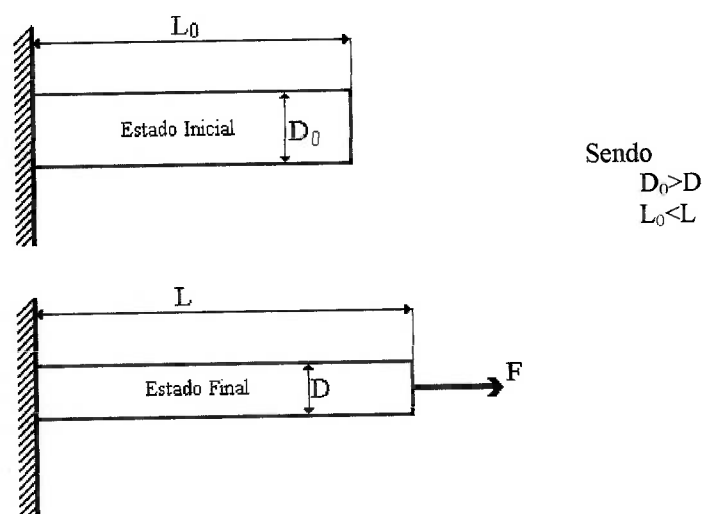 L₀
Estado Inicial
D₀
Sendo
D₀>D
L₀<L
L
Estado Final
D
F